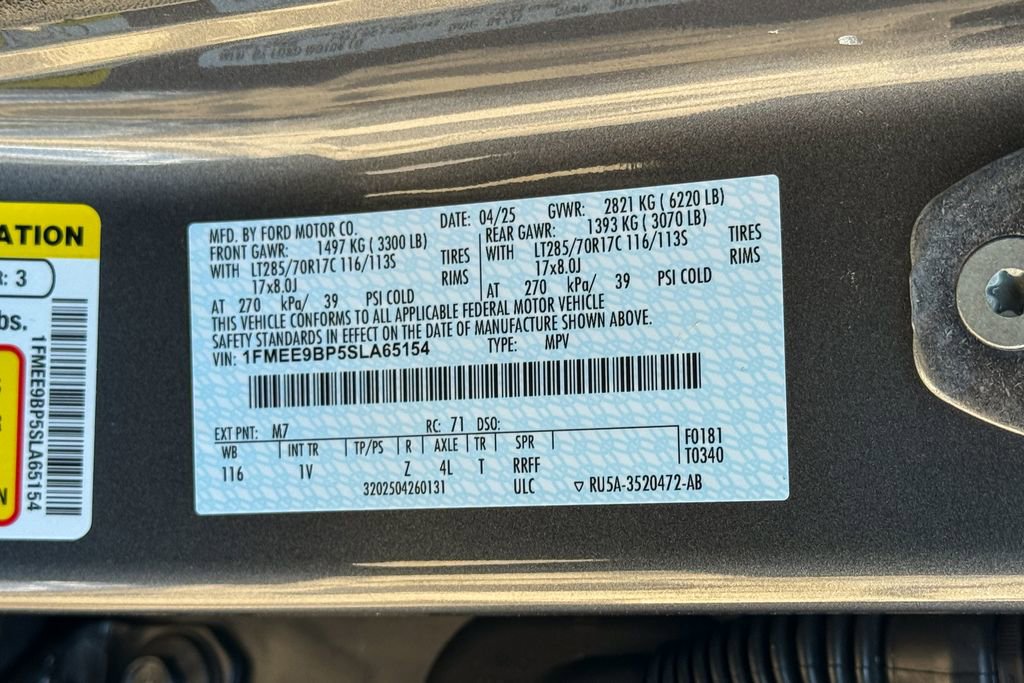 ATION
R: 3
bs.
1FMEE9BP5SLA65154
N
MFD. BY FORD MOTOR CO.
DATE: 04/25 GVWR: 2821 KG ( 6220 LB)
FRONT GAWR: 1497 KG ( 3300 LB)
WITH LT285/70R17C 116/113S TIRES
17x8.0J RIMS
AT 270 kPa/ 39 PSI COLD
REAR GAWR: 1393 KG ( 3070 LB)
WITH LT285/70R17C 116/113S TIRES
17x8.0J RIMS
AT 270 kPa/ 39 PSI COLD
THIS VEHICLE CONFORMS TO ALL APPLICABLE FEDERAL MOTOR VEHICLE
SAFETY STANDARDS IN EFFECT ON THE DATE OF MANUFACTURE SHOWN ABOVE.
VIN: 1FMEE9BP5SLA65154 TYPE: MPV
EXT PNT: M7 RC: 71 DSO:
WB INT TR TP/PS R AXLE TR SPR F0181
116 1V Z 4L T RRFF T0340
3202504260131 ULC ▽ RU5A-3520472-AB